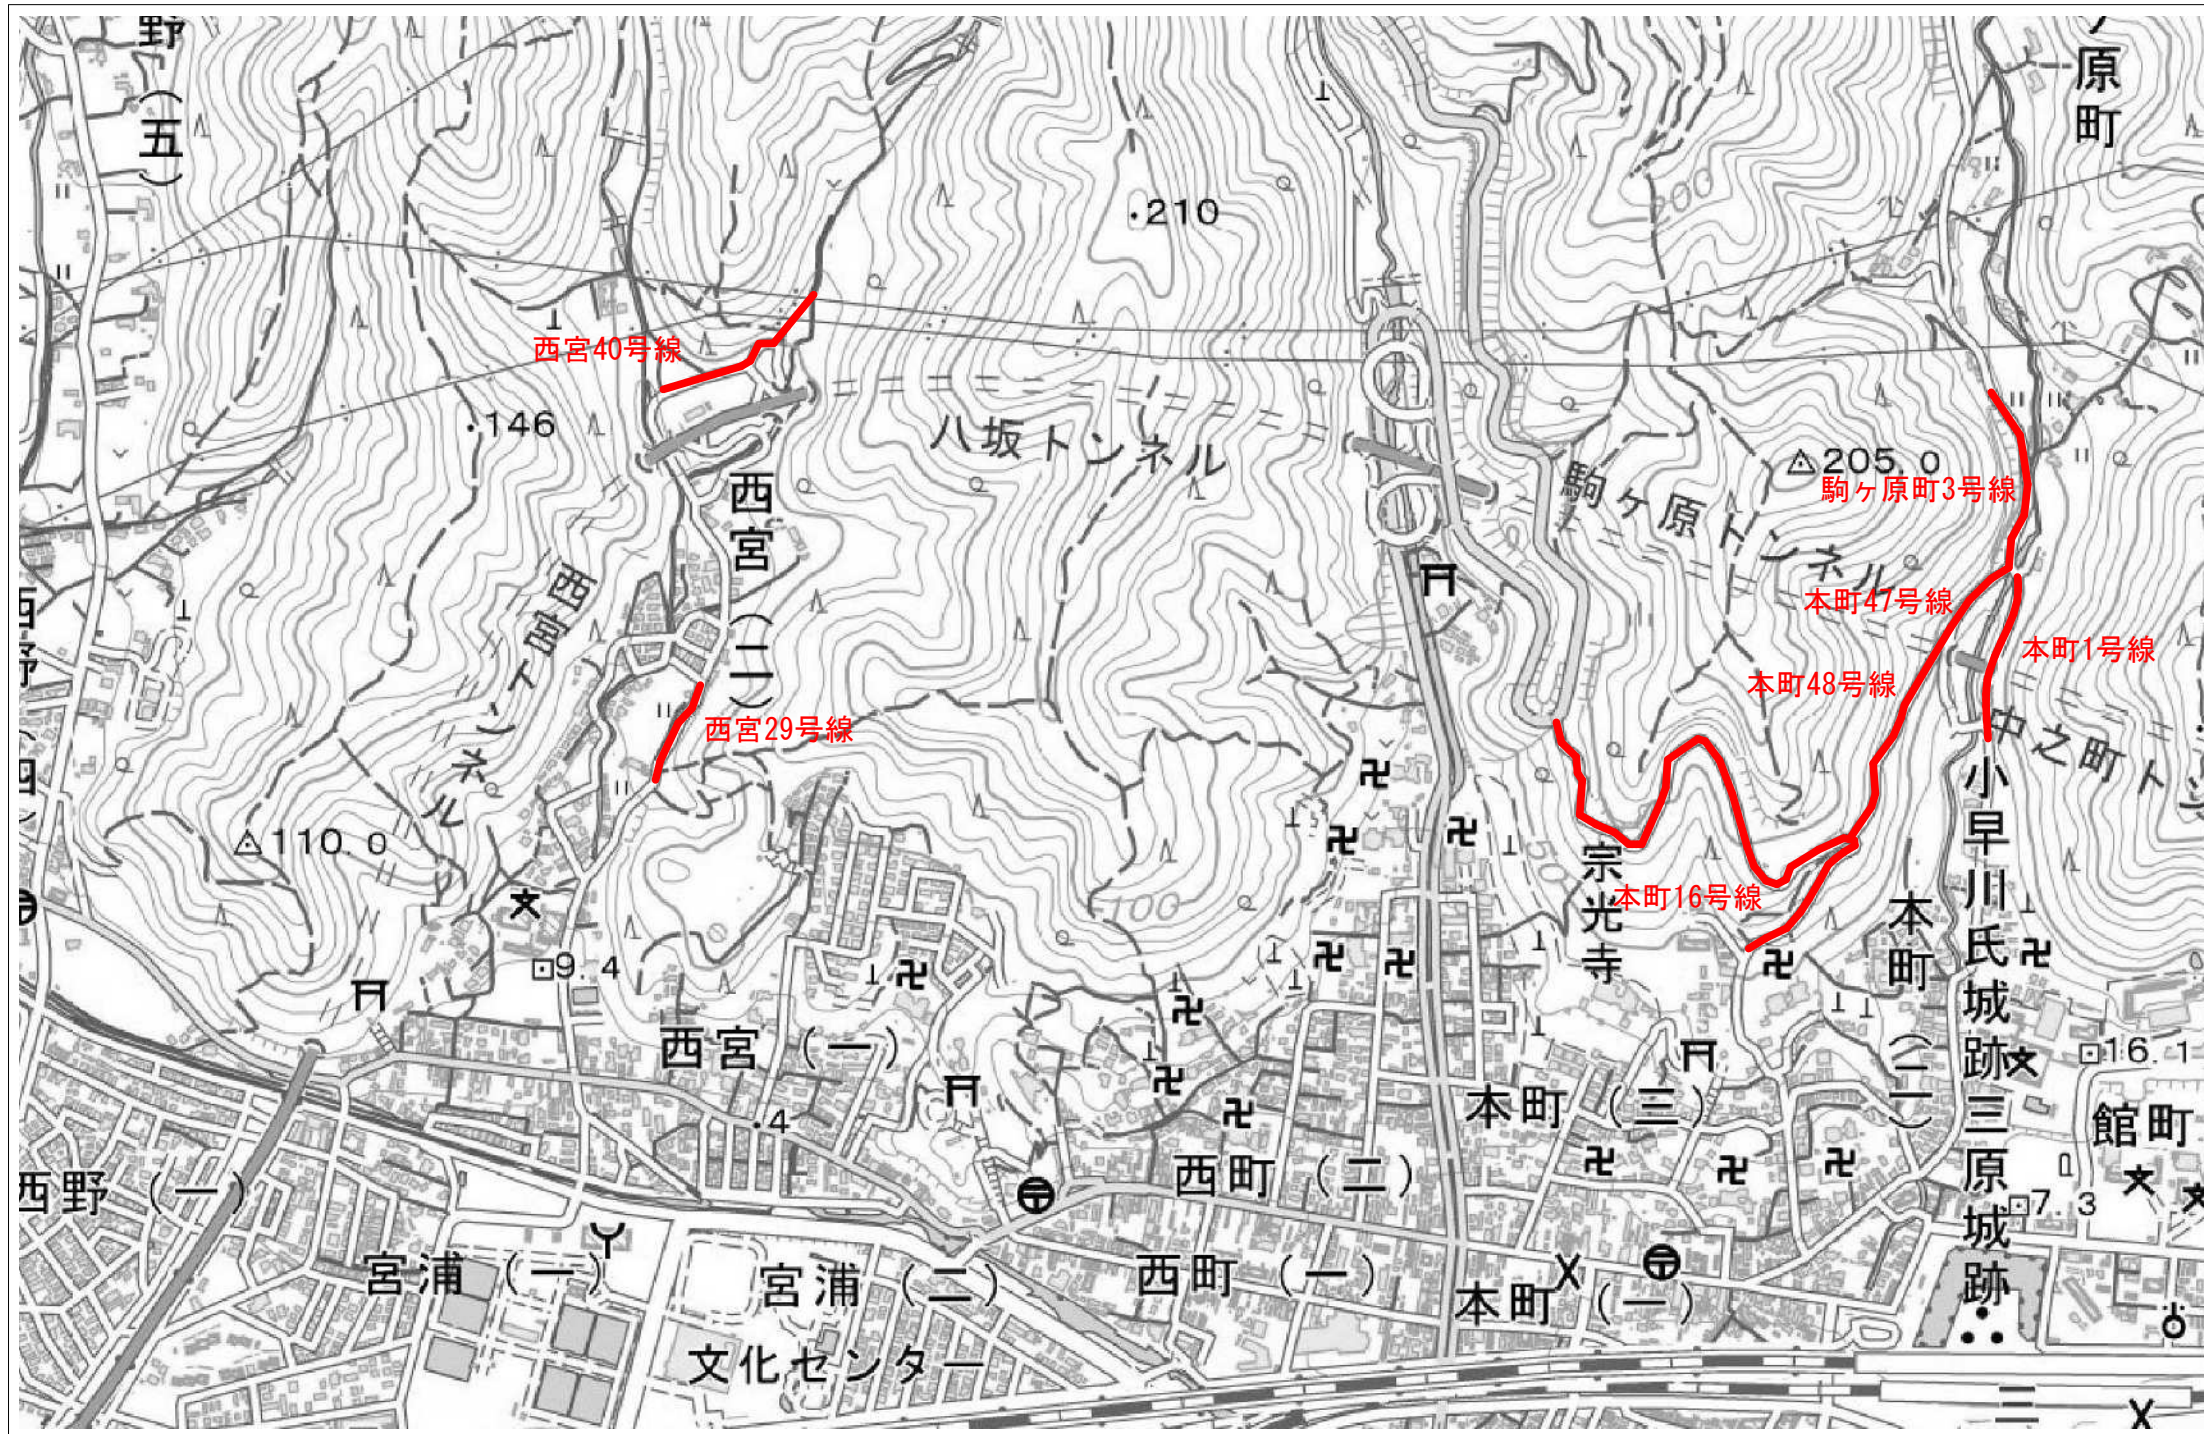 野(五)
ヶ原町
210
西宮40号線
146
八坂トンネル
205.0
駒ヶ原町3号線
駒ヶ原トンネル
西宮(二)
西宮トンネル
本町47号線
本町1号線
本町48号線
西宮29号線
中之町トン
110.0
宗光寺
本町16号線
本町(二)
小早川氏城跡三原城跡
9.4
50
西宮(一)
16.1
4
本町(三)
館町
西町(二)
西野(一)
7.3
宮浦(一)
宮浦(二)
西町(一)
本町(一)
文化センター
三